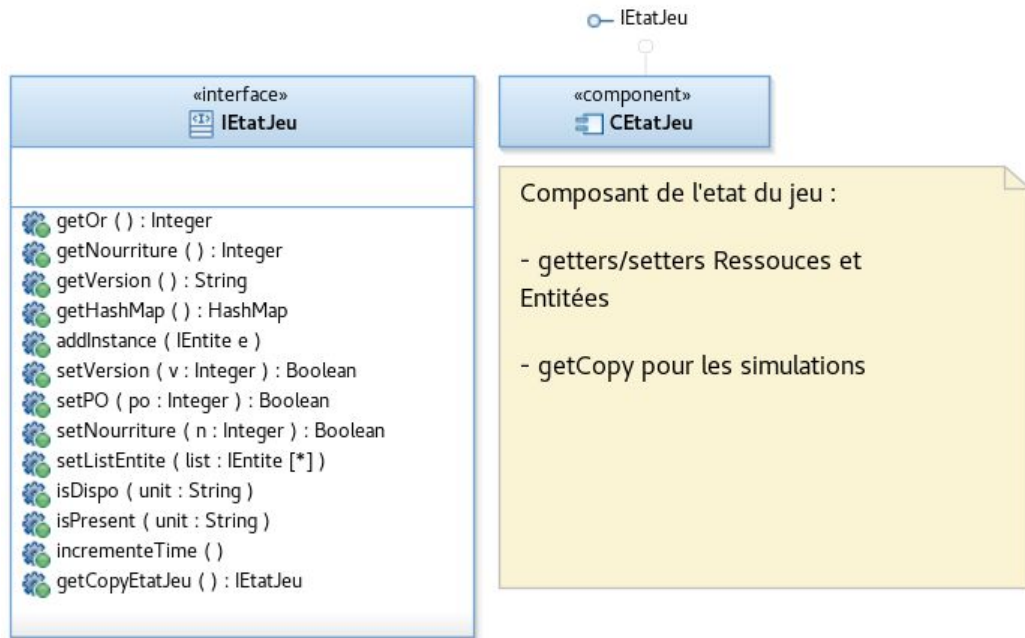 IEtatJeu
«interface»
IEtatJeu
getOr ( ) : Integer
getNourriture ( ) : Integer
getVersion ( ) : String
getHashMap ( ) : HashMap
addInstance ( IEntite e )
setVersion ( v : Integer ) : Boolean
setPO ( po : Integer ) : Boolean
setNourriture ( n : Integer ) : Boolean
setListEntite ( list : IEntite [*] )
isDispo ( unit : String )
isPresent ( unit : String )
incrementeTime ( )
getCopyEtatJeu ( ) : IEtatJeu
«component»
CEtatJeu
Composant de l'etat du jeu :
- getters/setters Ressouces et
Entitées
- getCopy pour les simulations